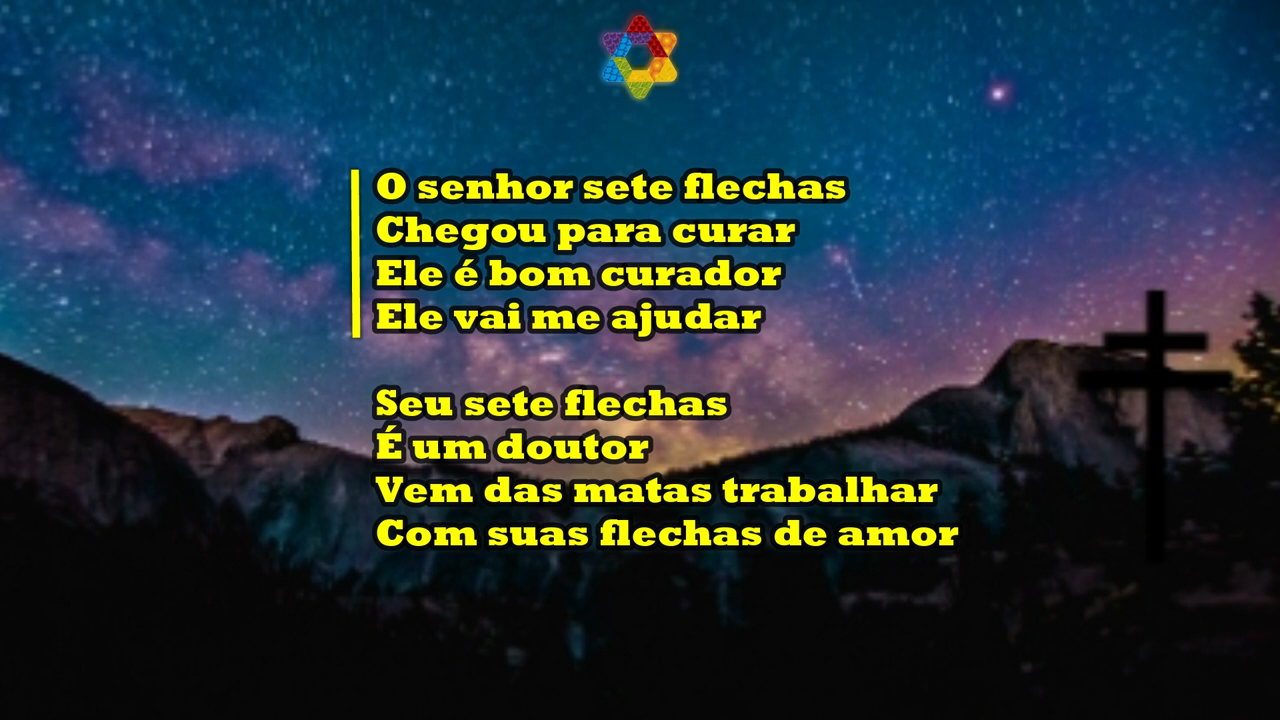 O senhor sete flechas
Chegou para curar
Ele é bom curador
Ele vai me ajudar
Seu sete flechas
É um doutor
Vem das matas trabalhar
Com suas flechas de amor